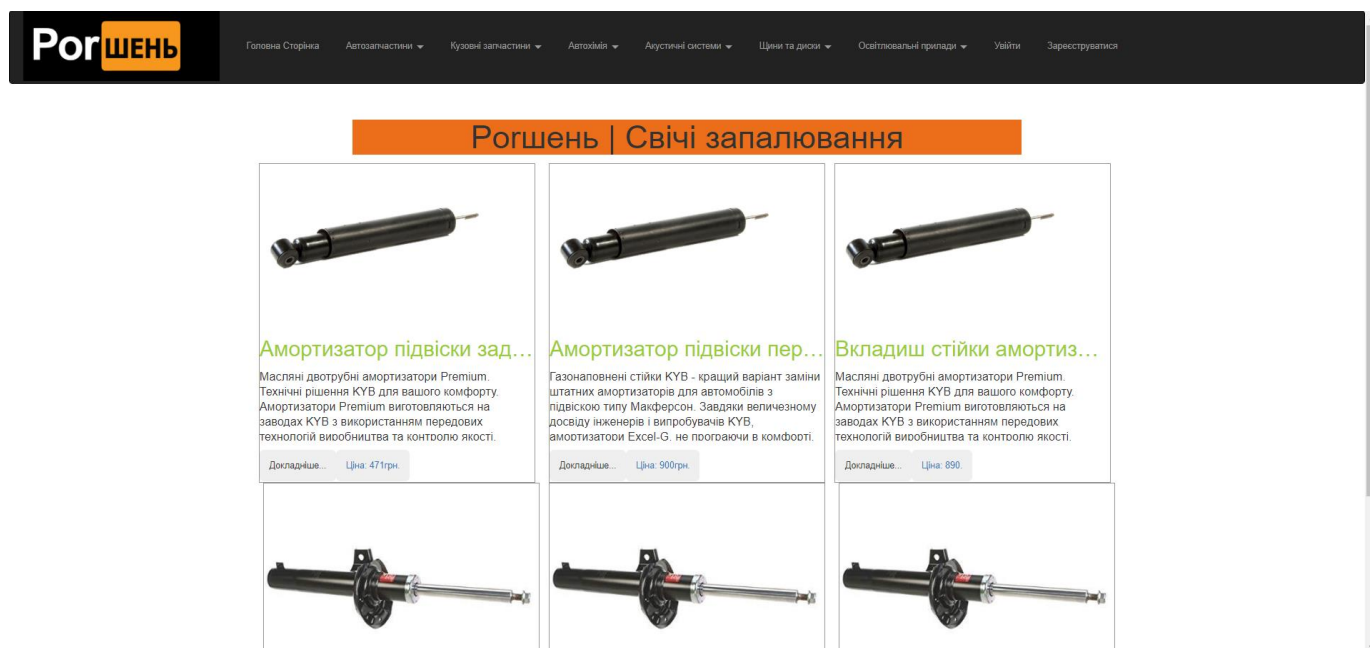 Porшень
Головна Сторінка Автозапчастини Кузовні запчастини Автохімія Акустичні системи Щини та диски Освітлювальні прилади Увійти Зареєструватися
Porшень | Свічі запалювання
Амортизатор підвіски зад...
Масляні двотрубні амортизатори Premium.
Технічні рішення KYB для вашого комфорту.
Амортизатори Premium виготовляються на
заводах KYB з використанням передових
технологій виробництва та контролю якості.
Докладніше... Ціна: 471грн.
Амортизатор підвіски пер...
Газонаповнені стійки KYB - кращий варіант заміни
штатних амортизаторів для автомобілів з
підвіскою типу Макферсон. Завдяки величезному
досвіду інженерів і випробувачів KYB,
амортизатори Excel-G, не програючи в комфорті,
Докладніше... Ціна: 900грн.
Вкладиш стійки амортиз...
Масляні двотрубні амортизатори Premium.
Технічні рішення KYB для вашого комфорту.
Амортизатори Premium виготовляються на
заводах KYB з використанням передових
технологій виробництва та контролю якості.
Докладніше... Ціна: 890.